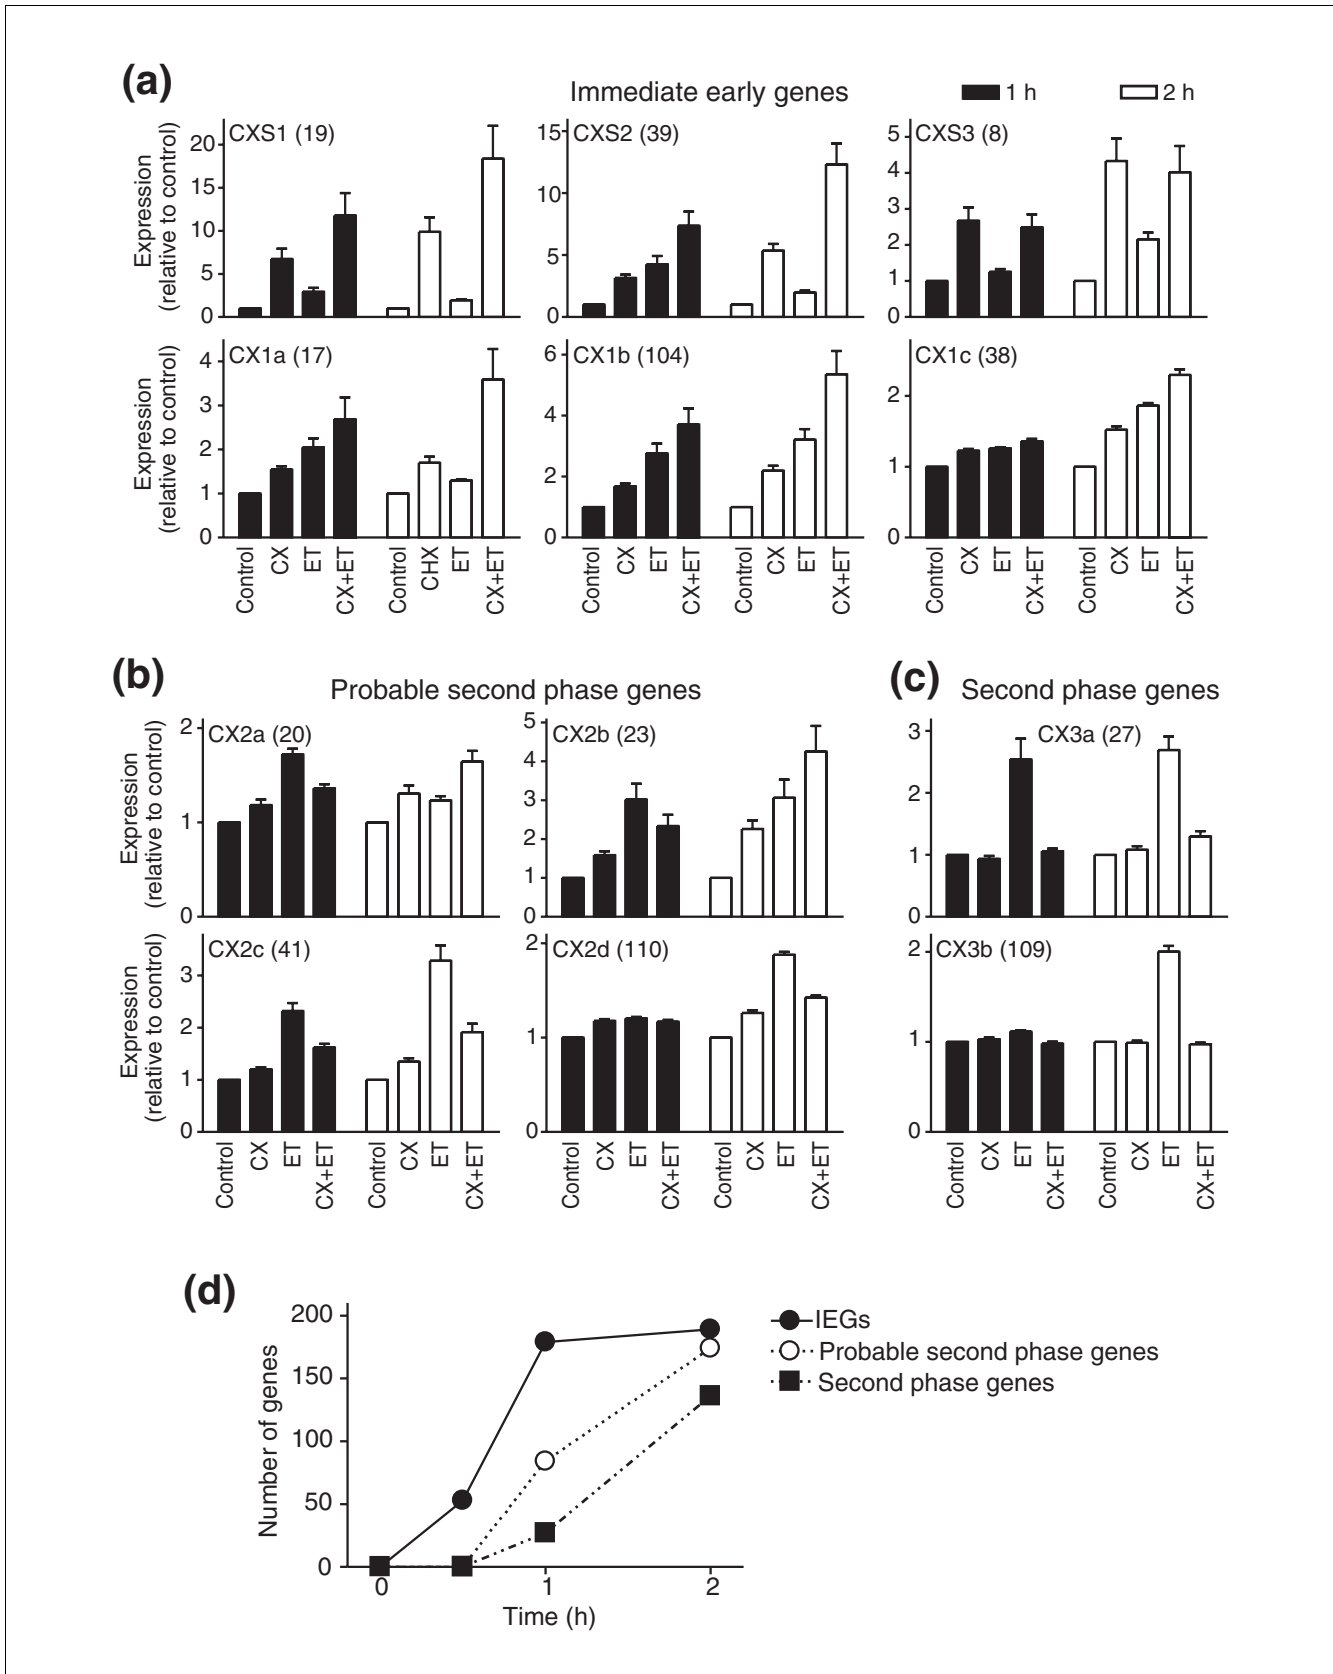 (a)
Immediate early genes
1 h
2 h
Expression
(relative to control)
CXS1 (19)
20
15
10
5
0
CXS2 (39)
15
10
5
0
CXS3 (8)
5
4
3
2
1
0
Expression
(relative to control)
CX1a (17)
4
3
2
1
0
Control
CX
ET
CX+ET
Control
CHX
ET
CX+ET
CX1b (104)
6
4
2
0
Control
CX
ET
CX+ET
Control
CX
ET
CX+ET
CX1c (38)
2
1
0
Control
CX
ET
CX+ET
Control
CX
ET
CX+ET
(b)
Probable second phase genes
Expression
(relative to control)
CX2a (20)
2
1
0
CX2b (23)
5
4
3
2
1
0
Expression
(relative to control)
CX2c (41)
3
2
1
0
Control
CX
ET
CX+ET
Control
CX
ET
CX+ET
CX2d (110)
2
1
0
Control
CX
ET
CX+ET
Control
CX
ET
CX+ET
(c)
Second phase genes
CX3a (27)
3
2
1
0
CX3b (109)
2
1
0
Control
CX
ET
CX+ET
Control
CX
ET
CX+ET
(d)
Number of genes
200
150
100
50
0
0
1
2
Time (h)
IEGs
Probable second phase genes
Second phase genes